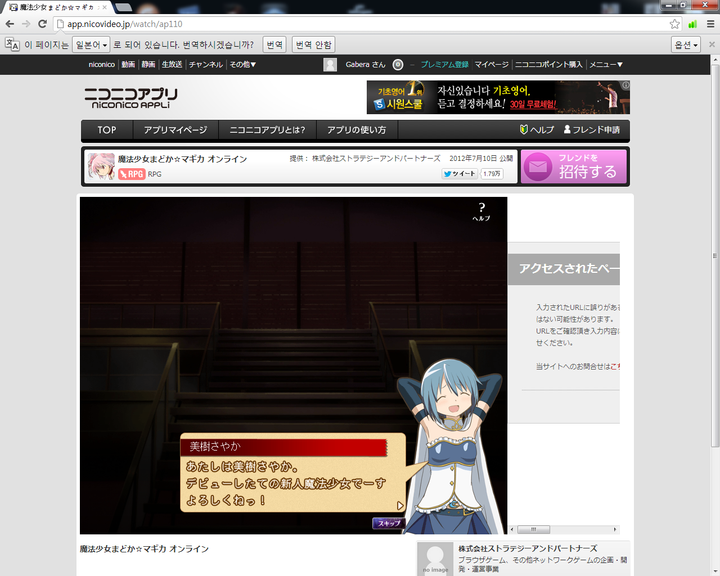 魔法少女まどか☆マギカ
app.nicovideo.jp/watch/ap110
이 페이지는 일본어 로 되어 있습니다. 번역하시겠습니까? 번역 번역 안함 옵션
niconico 動画 静画 生放送 チャンネル その他▼ Gabera さん プレミアム登録 マイページ ニコニコポイント購入 メニュー▼
ニコニコアプリ
niconico APPLI
기초영어 1위
시원스쿨
자신있습니다 기초영어.
듣고 결정하세요! 30일 무료체험!
TOP アプリマイページ ニコニコアプリとは? アプリの使い方 ヘルプ フレンド申請
魔法少女まどか☆マギカ オンライン 提供： 株式会社ストラテジーアンドパートナーズ 2012年7月10日 公開
RPG RPG
ツイート 1.79万
フレンドを
招待する
?
ヘルプ
アクセスされたペー
入力されたURLに誤りがある
はない可能性があります。
URLをご確認頂き入力内容に
せください。
当サイトへのお問合せはこち
美樹さやか
あたしは美樹さやか。
デビューしたての新人魔法少女でーす
よろしくねっ！
スキップ
魔法少女まどか☆マギカ オンライン
no image
株式会社ストラテジーアンドパートナーズ
ブラウザゲーム、その他ネットワークゲームの企画・開
発・運営事業